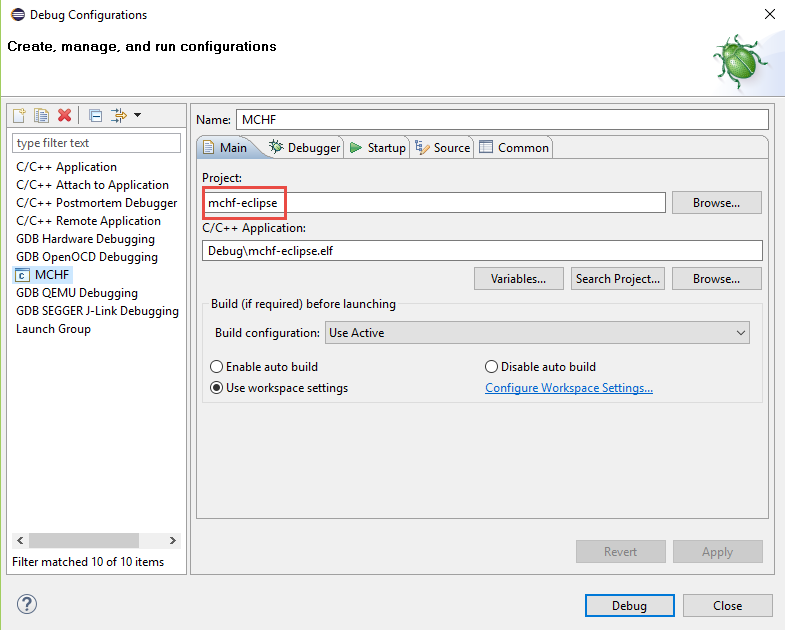 Debug Configurations
Create, manage, and run configurations
type filter text
C/C++ Application
C/C++ Attach to Application
C/C++ Postmortem Debugger
C/C++ Remote Application
GDB Hardware Debugging
GDB OpenOCD Debugging
c MCHF
GDB QEMU Debugging
GDB SEGGER J-Link Debugging
Launch Group
Filter matched 10 of 10 items
Name: MCHF
Main Debugger Startup Source Common
Project:
mchf-eclipse Browse...
C/C++ Application:
Debug\mchf-eclipse.elf
Variables... Search Project... Browse...
Build (if required) before launching
Build configuration: Use Active
Enable auto build Disable auto build
Use workspace settings Configure Workspace Settings...
Revert Apply
? Debug Close